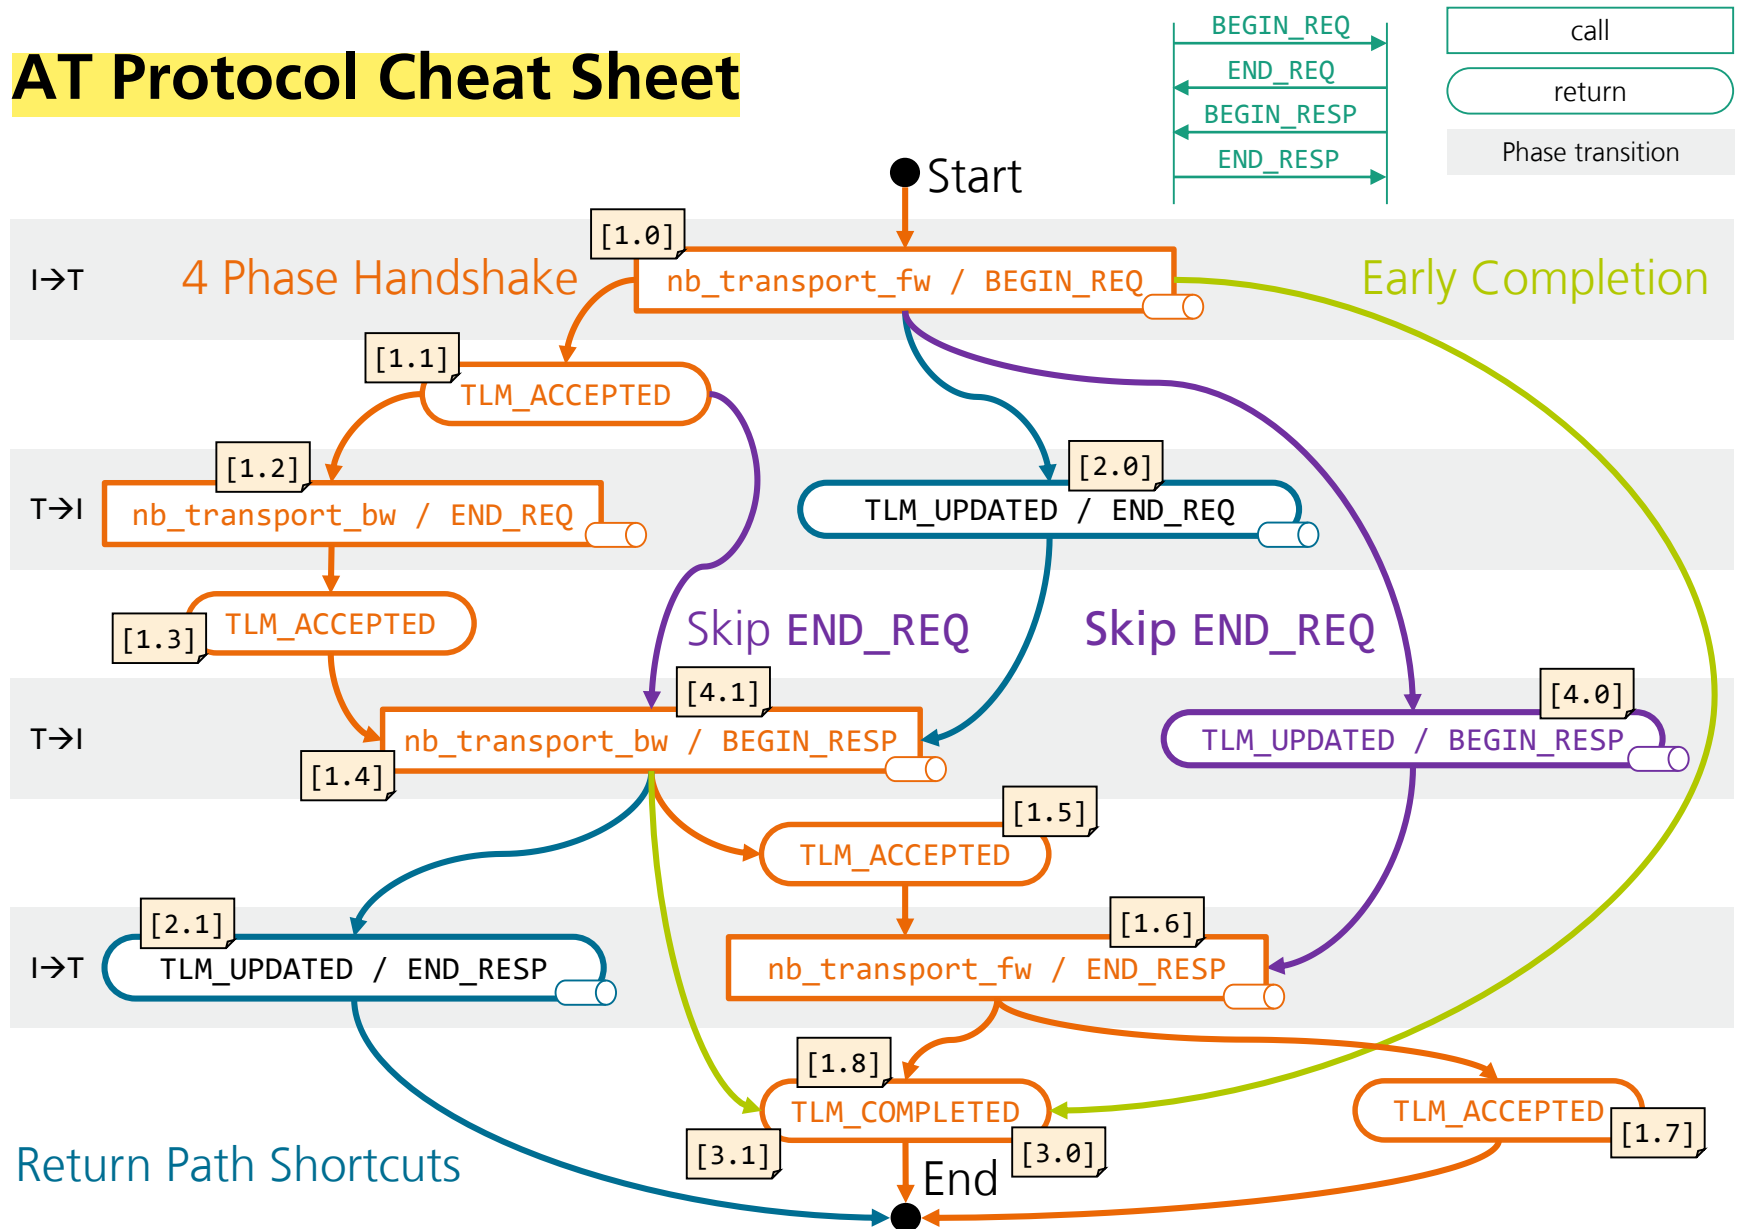 AT Protocol Cheat Sheet
BEGIN_REQ
END_REQ
BEGIN_RESP
END_RESP
call
return
Phase transition
Start
[1.0]
I→T
4 Phase Handshake
nb_transport_fw / BEGIN_REQ
Early Completion
[1.1]
TLM_ACCEPTED
[1.2]
[2.0]
T→I
nb_transport_bw / END_REQ
TLM_UPDATED / END_REQ
[1.3]
TLM_ACCEPTED
Skip END_REQ
Skip END_REQ
[4.1]
[4.0]
T→I
nb_transport_bw / BEGIN_RESP
TLM_UPDATED / BEGIN_RESP
[1.4]
[1.5]
TLM_ACCEPTED
[2.1]
[1.6]
I→T
TLM_UPDATED / END_RESP
nb_transport_fw / END_RESP
[1.8]
TLM_COMPLETED
TLM_ACCEPTED
[1.7]
[3.1]
[3.0]
Return Path Shortcuts
End